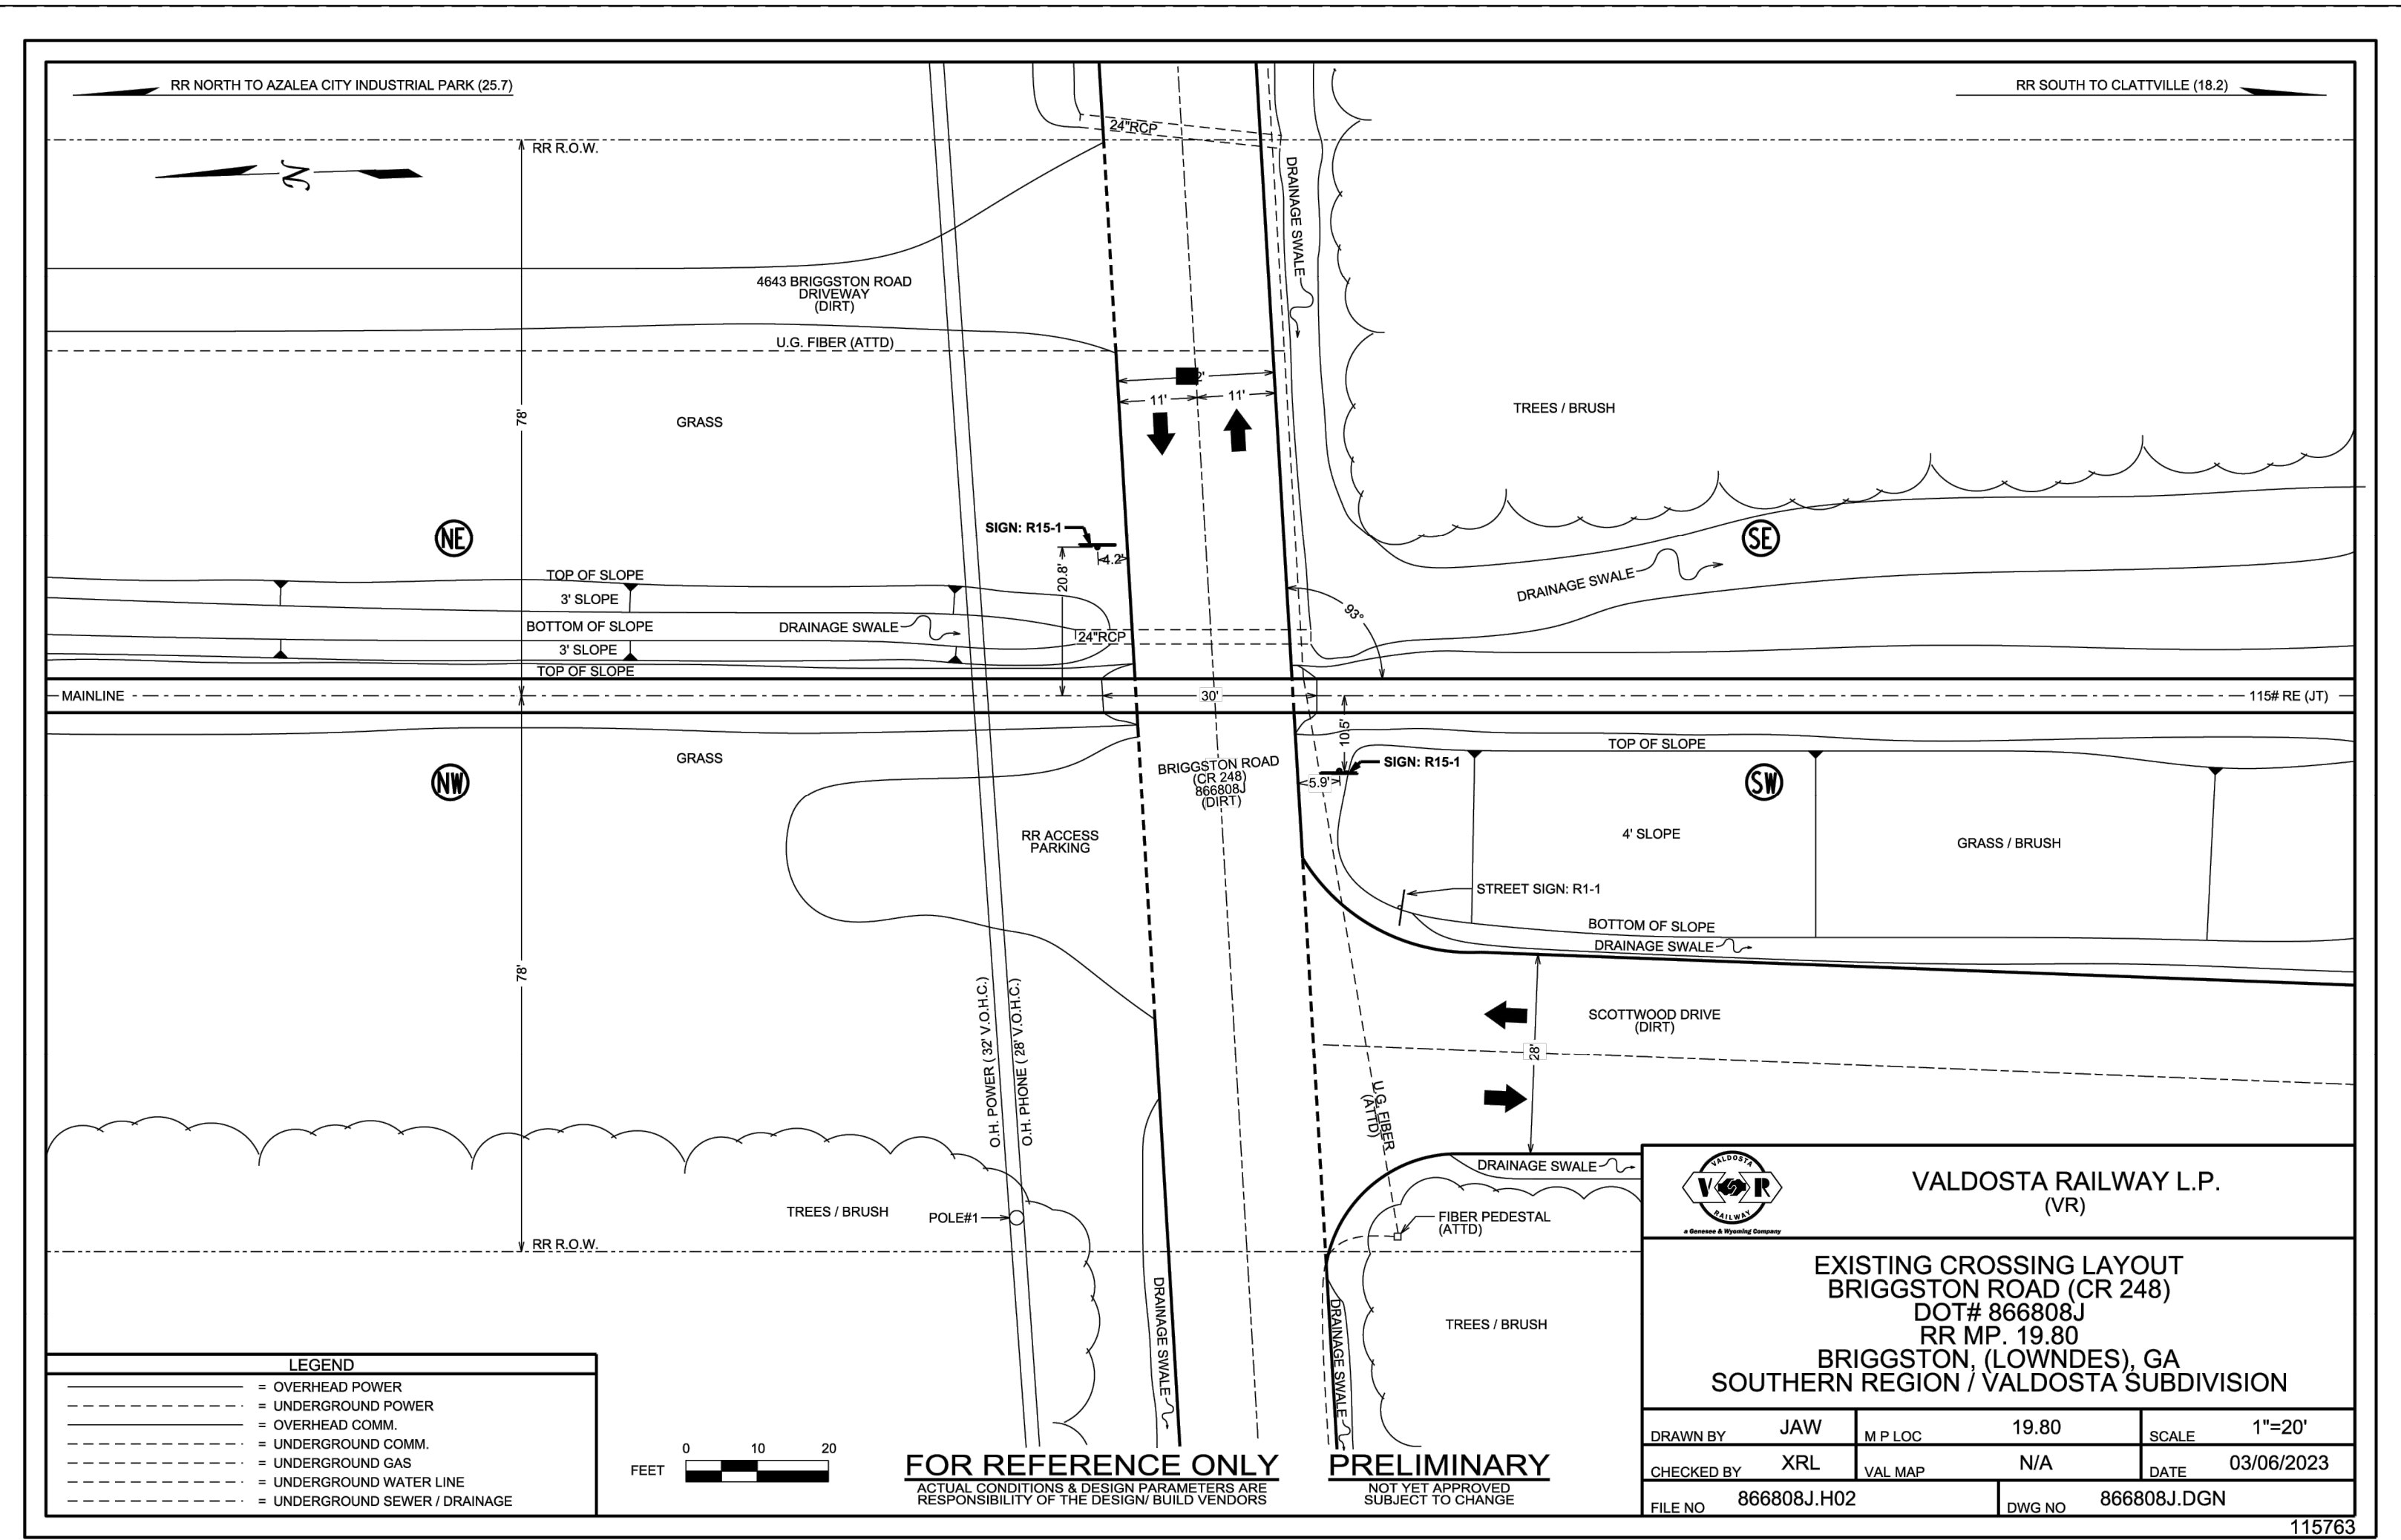 RR NORTH TO AZALEA CITY INDUSTRIAL PARK (25.7)
RR SOUTH TO CLATTVILLE (18.2)
24"RCP
RR R.O.W.
N
DRAINAGE SWALE
4643 BRIGGSTON ROAD
DRIVEWAY
(DIRT)
U.G. FIBER (ATTD)
11'
11'
78'
GRASS
TREES / BRUSH
SIGN: R15-1
4.2'
20.8'
NE
SE
TOP OF SLOPE
3' SLOPE
BOTTOM OF SLOPE
DRAINAGE SWALE
24"RCP
3' SLOPE
TOP OF SLOPE
93°
DRAINAGE SWALE
MAINLINE
30'
115# RE (JT)
10.5'
GRASS
NW
BRIGGSTON ROAD
(CR 248)
866808J
(DIRT)
5.9'
SIGN: R15-1
TOP OF SLOPE
SW
RR ACCESS
PARKING
4' SLOPE
GRASS / BRUSH
STREET SIGN: R1-1
BOTTOM OF SLOPE
DRAINAGE SWALE
78'
O.H. POWER ( 32' V.O.H.C.)
O.H. PHONE ( 28' V.O.H.C.)
SCOTTWOOD DRIVE
(DIRT)
28'
U.G. FIBER
(ATTD)
DRAINAGE SWALE
TREES / BRUSH
POLE#1
FIBER PEDESTAL
(ATTD)
RR R.O.W.
DRAINAGE SWALE
DRAINAGE SWALE
TREES / BRUSH
VALDOSTA
V R
RAILWAY
a Genesee & Wyoming Company
VALDOSTA RAILWAY L.P.
(VR)
EXISTING CROSSING LAYOUT
BRIGGSTON ROAD (CR 248)
DOT# 866808J
RR MP. 19.80
BRIGGSTON, (LOWNDES), GA
SOUTHERN REGION / VALDOSTA SUBDIVISION
DRAWN BY JAW M P LOC 19.80 SCALE 1"=20'
CHECKED BY XRL VAL MAP N/A DATE 03/06/2023
FILE NO 866808J.H02 DWG NO 866808J.DGN
115763
LEGEND
= OVERHEAD POWER
= UNDERGROUND POWER
= OVERHEAD COMM.
= UNDERGROUND COMM.
= UNDERGROUND GAS
= UNDERGROUND WATER LINE
= UNDERGROUND SEWER / DRAINAGE
0 10 20
FEET
FOR REFERENCE ONLY
ACTUAL CONDITIONS & DESIGN PARAMETERS ARE
RESPONSIBILITY OF THE DESIGN/ BUILD VENDORS
PRELIMINARY
NOT YET APPROVED
SUBJECT TO CHANGE